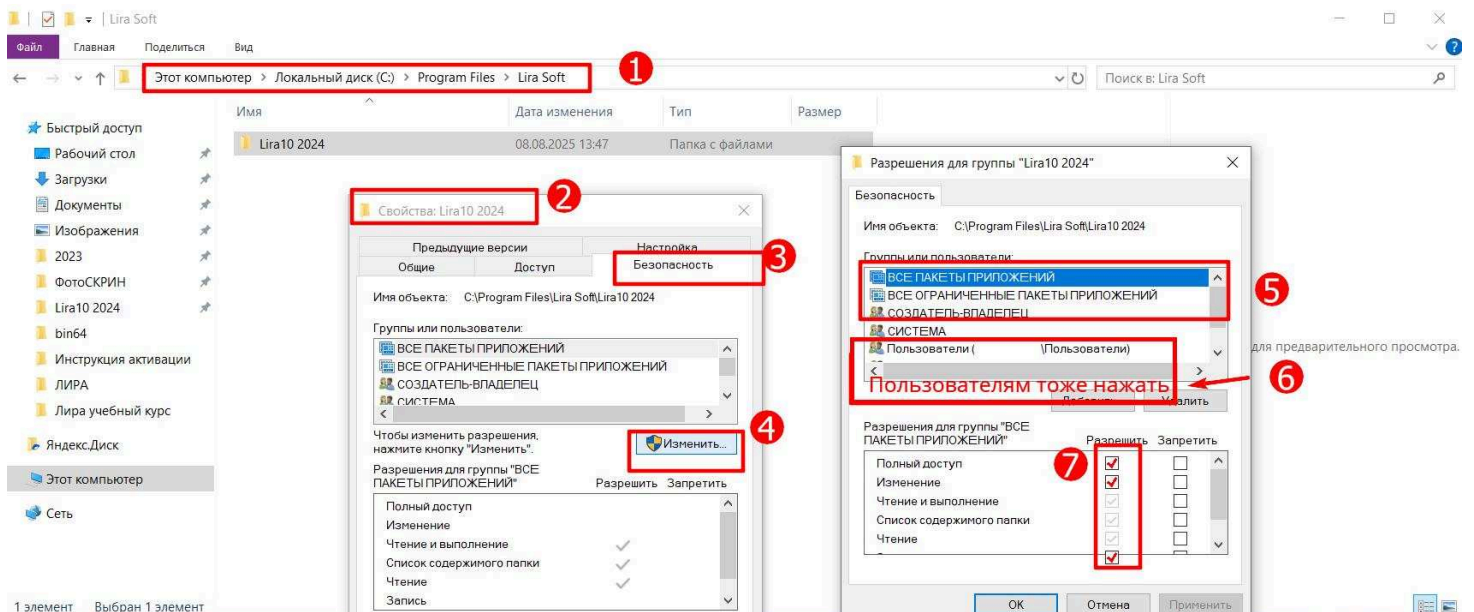 Lira Soft
Файл Главная Поделиться Вид
Этот компьютер > Локальный диск (C:) > Program Files > Lira Soft
1
Поиск в: Lira Soft
Имя Дата изменения Тип Размер
Lira10 2024 08.08.2025 13:47 Папка с файлами
Быстрый доступ
Рабочий стол
Загрузки
Документы
Изображения
2023
ФотоСКРИН
Lira10 2024
bin64
Инструкция активации
ЛИРА
Лира учебный курс
Яндекс.Диск
Этот компьютер
Сеть
1 элемент Выбран 1 элемент
2
Свойства: Lira10 2024
Предыдущие версии Настройка
Общие Доступ Безопасность
3
Имя объекта: C:\Program Files\Lira Soft\Lira10 2024
Группы или пользователи:
ВСЕ ПАКЕТЫ ПРИЛОЖЕНИЙ
ВСЕ ОГРАНИЧЕННЫЕ ПАКЕТЫ ПРИЛОЖЕНИЙ
СОЗДАТЕЛЬ-ВЛАДЕЛЕЦ
СИСТЕМА
Чтобы изменить разрешения,
нажмите кнопку "Изменить".
Изменить...
4
Разрешения для группы "ВСЕ
ПАКЕТЫ ПРИЛОЖЕНИЙ" Разрешить Запретить
Полный доступ
Изменение
Чтение и выполнение
Список содержимого папки
Чтение
Запись
Разрешения для группы "Lira10 2024"
Безопасность
Имя объекта: C:\Program Files\Lira Soft\Lira10 2024
Группы или пользователи:
ВСЕ ПАКЕТЫ ПРИЛОЖЕНИЙ
ВСЕ ОГРАНИЧЕННЫЕ ПАКЕТЫ ПРИЛОЖЕНИЙ
СОЗДАТЕЛЬ-ВЛАДЕЛЕЦ
5
СИСТЕМА
Пользователи ( \Пользователи)
Пользователям тоже нажать
6
Добавить... Удалить
Разрешения для группы "ВСЕ
ПАКЕТЫ ПРИЛОЖЕНИЙ" Разрешить Запретить
7
Полный доступ
Изменение
Чтение и выполнение
Список содержимого папки
Чтение
OK Отмена Применить
для предварительного просмотра.